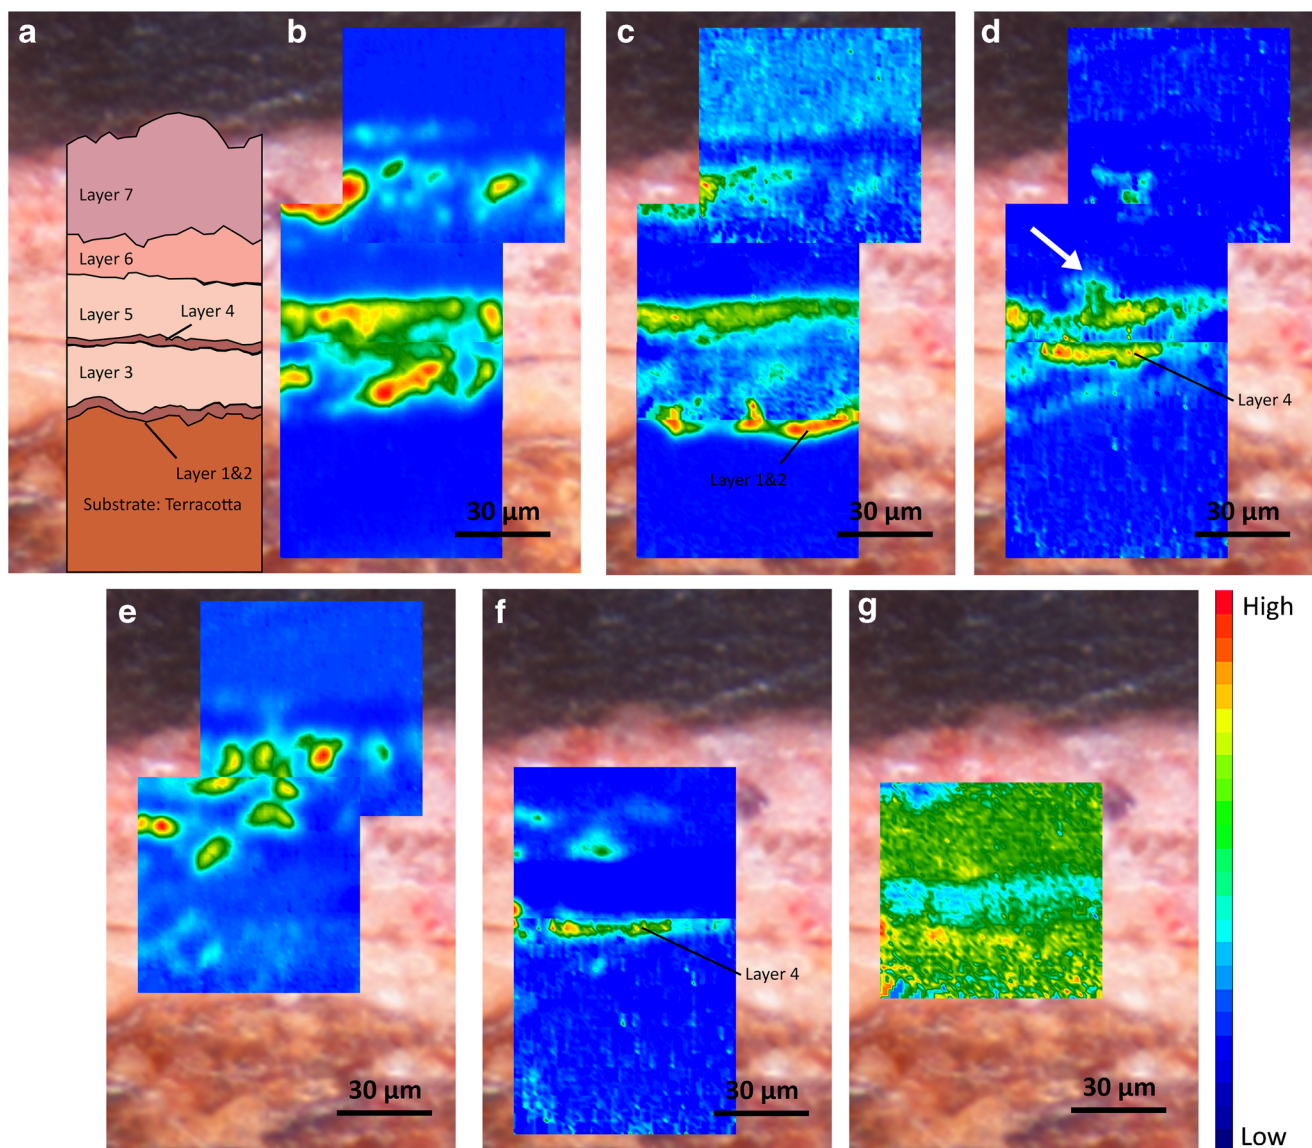 a
b
c
d
Layer 7
Layer 6
Layer 5
Layer 4
Layer 3
Layer 1&2
Substrate: Terracotta
30 µm
Layer 1&2
30 µm
Layer 4
30 µm
e
f
g
High
Layer 4
30 µm
30 µm
30 µm
Low